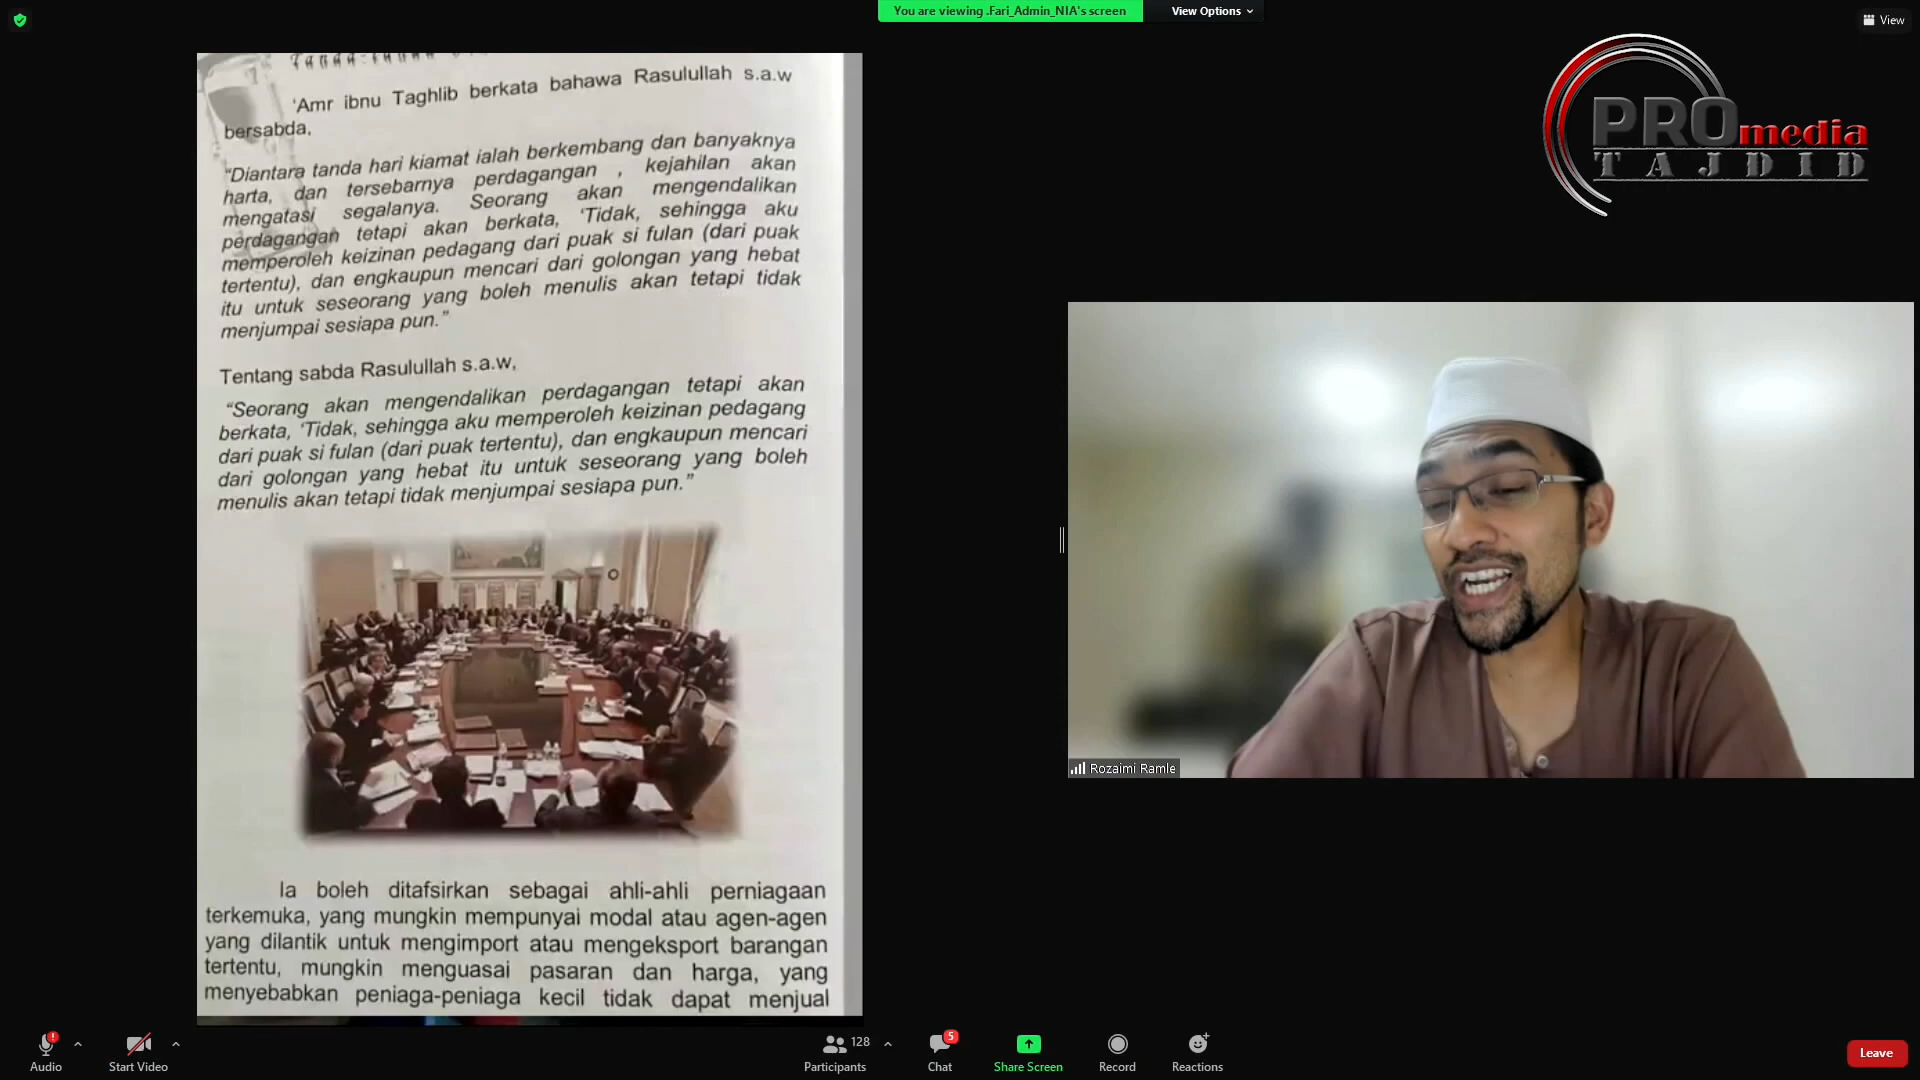 You are viewing .Fari_Admin_NIA's screen
View Options
View
PROmedia
TAJDID
'Amr ibnu Taghlib berkata bahawa Rasulullah s.a.w
bersabda,
“Diantara tanda hari kiamat ialah berkembang dan banyaknya
harta, dan tersebarnya perdagangan , kejahilan akan
mengatasi segalanya. Seorang akan mengendalikan
perdagangan tetapi akan berkata, ‘Tidak, sehingga aku
memperoleh keizinan pedagang dari puak si fulan (dari puak
tertentu), dan engkaupun mencari dari golongan yang hebat
itu untuk seseorang yang boleh menulis akan tetapi tidak
menjumpai sesiapa pun.”
Tentang sabda Rasulullah s.a.w,
“Seorang akan mengendalikan perdagangan tetapi akan
berkata, ‘Tidak, sehingga aku memperoleh keizinan pedagang
dari puak si fulan (dari puak tertentu), dan engkaupun mencari
dari golongan yang hebat itu untuk seseorang yang boleh
menulis akan tetapi tidak menjumpai sesiapa pun.”
Ia boleh ditafsirkan sebagai ahli-ahli perniagaan
terkemuka, yang mungkin mempunyai modal atau agen-agen
yang dilantik untuk mengimport atau mengeksport barangan
tertentu, mungkin menguasai pasaran dan harga, yang
menyebabkan peniaga-peniaga kecil tidak dapat menjual
Rozaimi Ramle
Audio
Start Video
128
Participants
5
Chat
Share Screen
Record
Reactions
Leave